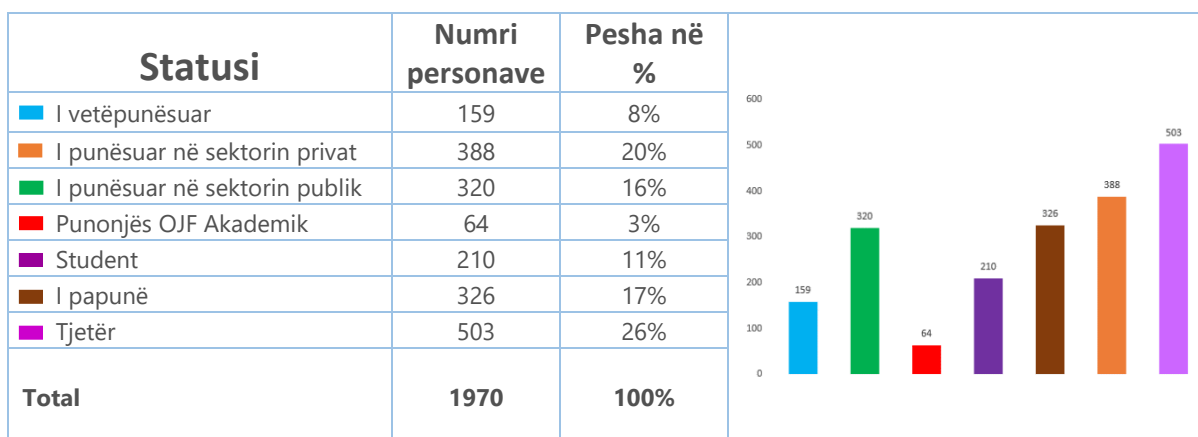 Statusi Numri personave Pesha në %
I vetëpunësuar 159 8%
I punësuar në sektorin privat 388 20%
I punësuar në sektorin publik 320 16%
Punonjës OJF Akademik 64 3%
Student 210 11%
I papunë 326 17%
Tjetër 503 26%
Total 1970 100%
600
500
400
300
200
100
0
159
320
64
210
326
388
503